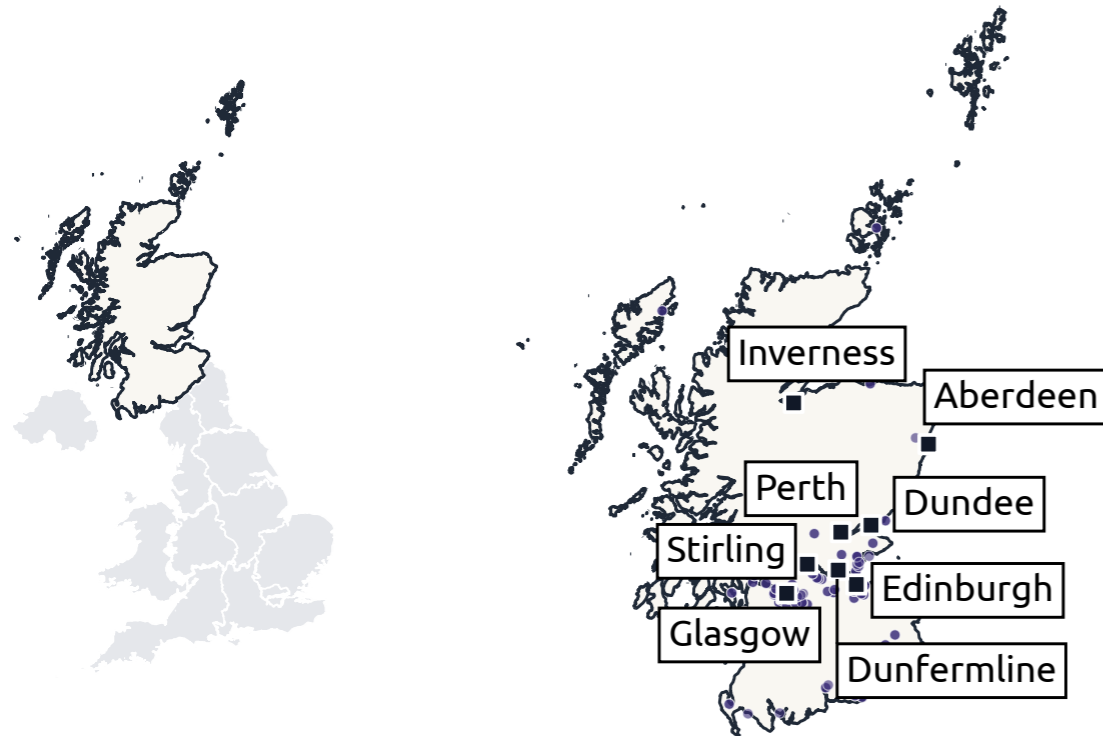 Inverness
Aberdeen
Perth
Dundee
Stirling
Edinburgh
Glasgow
Dunfermline